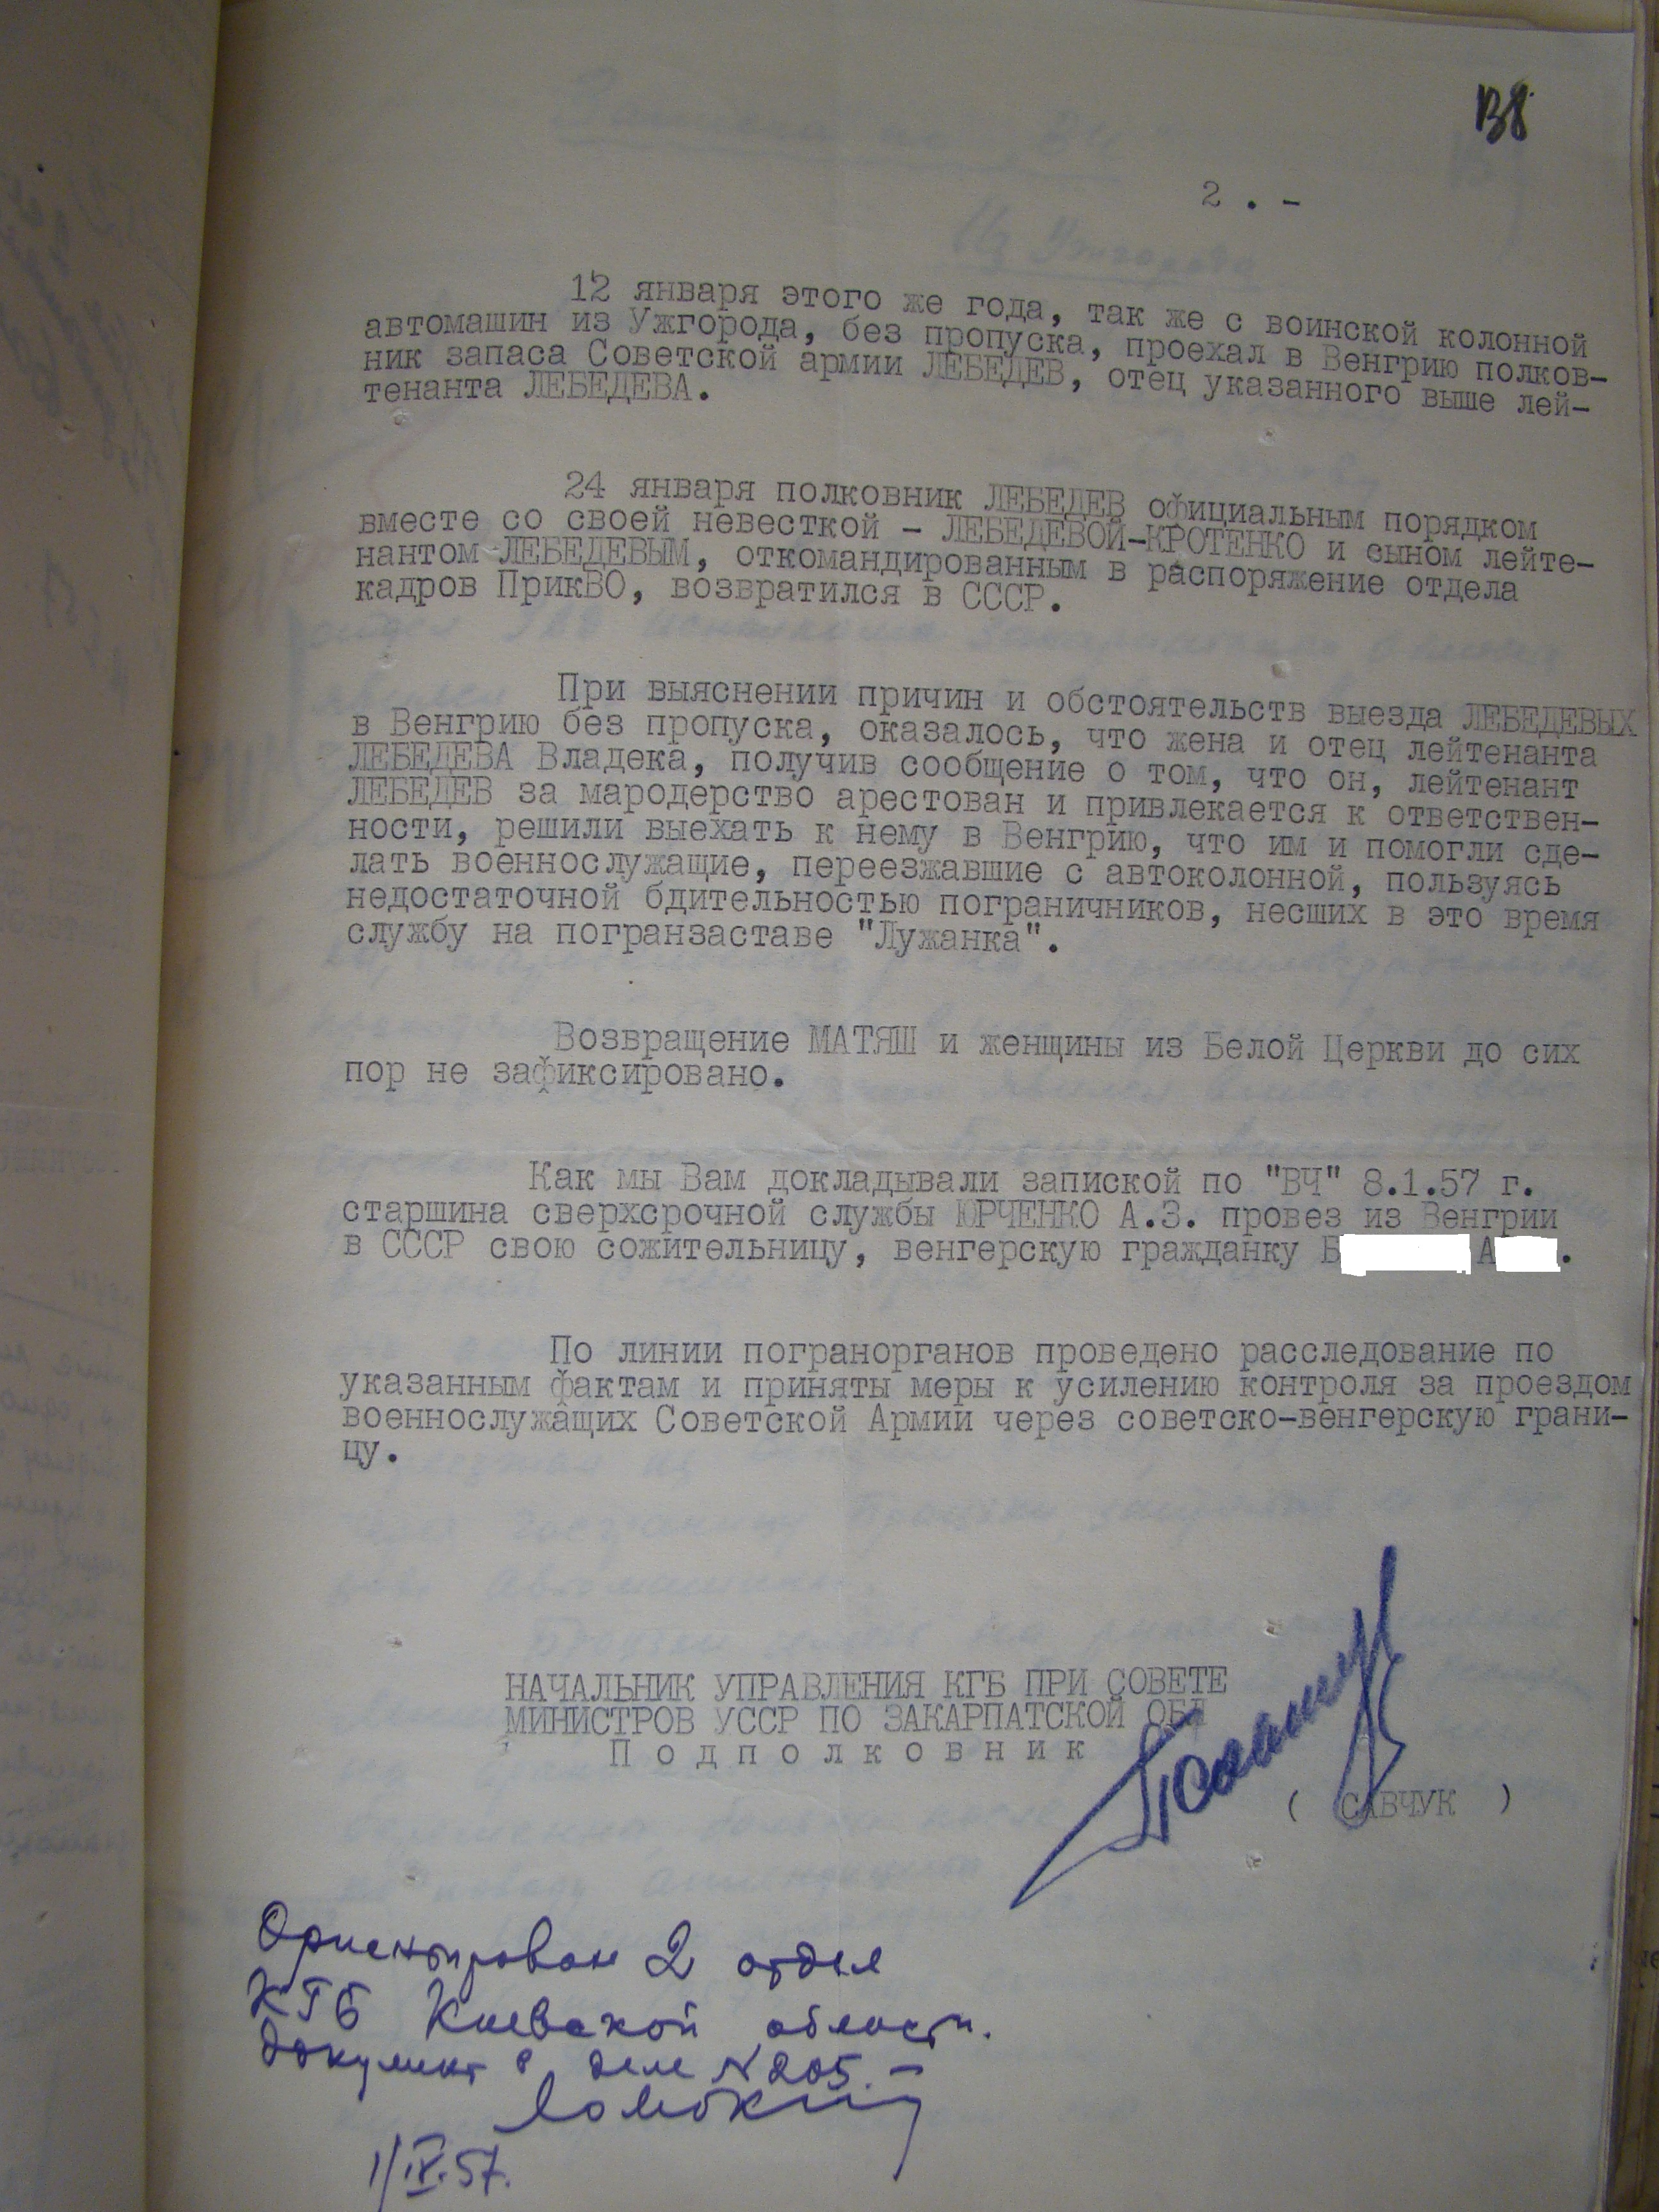 138
2 . -
12 января этого же года, так же с воинской колонной
автомашин из Ужгорода, без пропуска, проехал в Венгрию полков-
ник запаса Советской армии ЛЕБЕДЕВ, отец указанного выше лей-
тенанта ЛЕБЕДЕВА.
24 января полковник ЛЕБЕДЕВ официальным порядком
вместе со своей невесткой - ЛЕБЕДЕВОЙ-КРОТЕНКО и сыном лейте-
нантом ЛЕБЕДЕВЫМ, откомандированным в распоряжение отдела
кадров ПрикВО, возвратился в СССР.
При выяснении причин и обстоятельств выезда ЛЕБЕДЕВЫХ
в Венгрию без пропуска, оказалось, что жена и отец лейтенанта
ЛЕБЕДЕВА Владека, получив сообщение о том, что он, лейтенант
ЛЕБЕДЕВ за мародерство арестован и привлекается к ответствен-
ности, решили выехать к нему в Венгрию, что им и помогли сде-
лать военнослужащие, переезжавшие с автоколонной, пользуясь
недостаточной бдительностью пограничников, несших в это время
службу на погранзаставе "Лужанка".
Возвращение МАТЯШ и женщины из Белой Церкви до сих
пор не зафиксировано.
Как мы Вам докладывали запиской по "ВЧ" 8.1.57 г.
старшина сверхсрочной службы ЮРЧЕНКО А.З. провез из Венгрии
в СССР свою сожительницу, венгерскую гражданку Б А .
По линии погранорганов проведено расследование по
указанным фактам и приняты меры к усилению контроля за проездом
военнослужащих Советской Армии через советско-венгерскую грани-
цу.
НАЧАЛЬНИК УПРАВЛЕНИЯ КГБ ПРИ СОВЕТЕ
МИНИСТРОВ УССР ПО ЗАКАРПАТСКОЙ ОБЛ
Подполковник
( САВЧУК )
Ориентирован 2 отдел
КГБ Киевской области.
Документ в деле №205. -
1/IV.57.